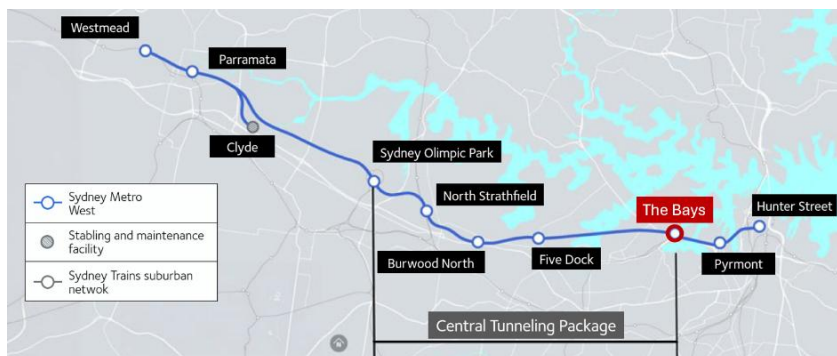 Westmead
Parramata
Clyde
Sydney Olimpic Park
North Strathfield
Burwood North
Five Dock
The Bays
Pyrmont
Hunter Street
Sydney Metro
West
Stabling and maintenance
facility
Sydney Trains suburban
netwok
Central Tunneling Package